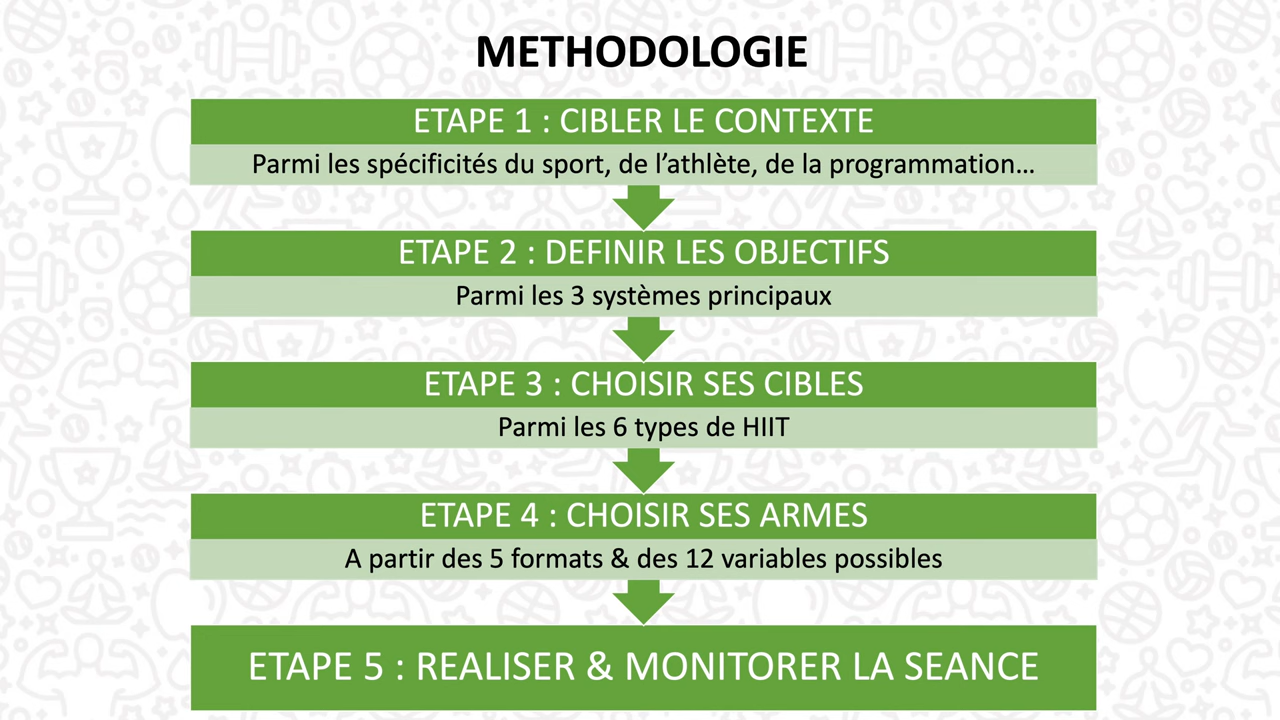 METHODOLOGIE
ETAPE 1 : CIBLER LE CONTEXTE
Parmi les spécificités du sport, de l’athlète, de la programmation…
ETAPE 2 : DEFINIR LES OBJECTIFS
Parmi les 3 systèmes principaux
ETAPE 3 : CHOISIR SES CIBLES
Parmi les 6 types de HIIT
ETAPE 4 : CHOISIR SES ARMES
A partir des 5 formats & des 12 variables possibles
ETAPE 5 : REALISER & MONITORER LA SEANCE